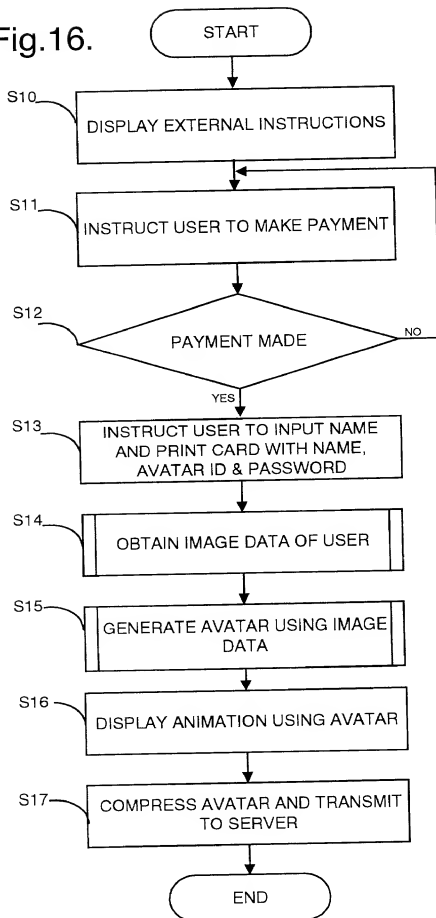 Fig.16.
START
S10
DISPLAY EXTERNAL INSTRUCTIONS
S11
INSTRUCT USER TO MAKE PAYMENT
S12
PAYMENT MADE
NO
YES
S13
INSTRUCT USER TO INPUT NAME
AND PRINT CARD WITH NAME,
AVATAR ID & PASSWORD
S14
OBTAIN IMAGE DATA OF USER
S15
GENERATE AVATAR USING IMAGE
DATA
S16
DISPLAY ANIMATION USING AVATAR
S17
COMPRESS AVATAR AND TRANSMIT
TO SERVER
END